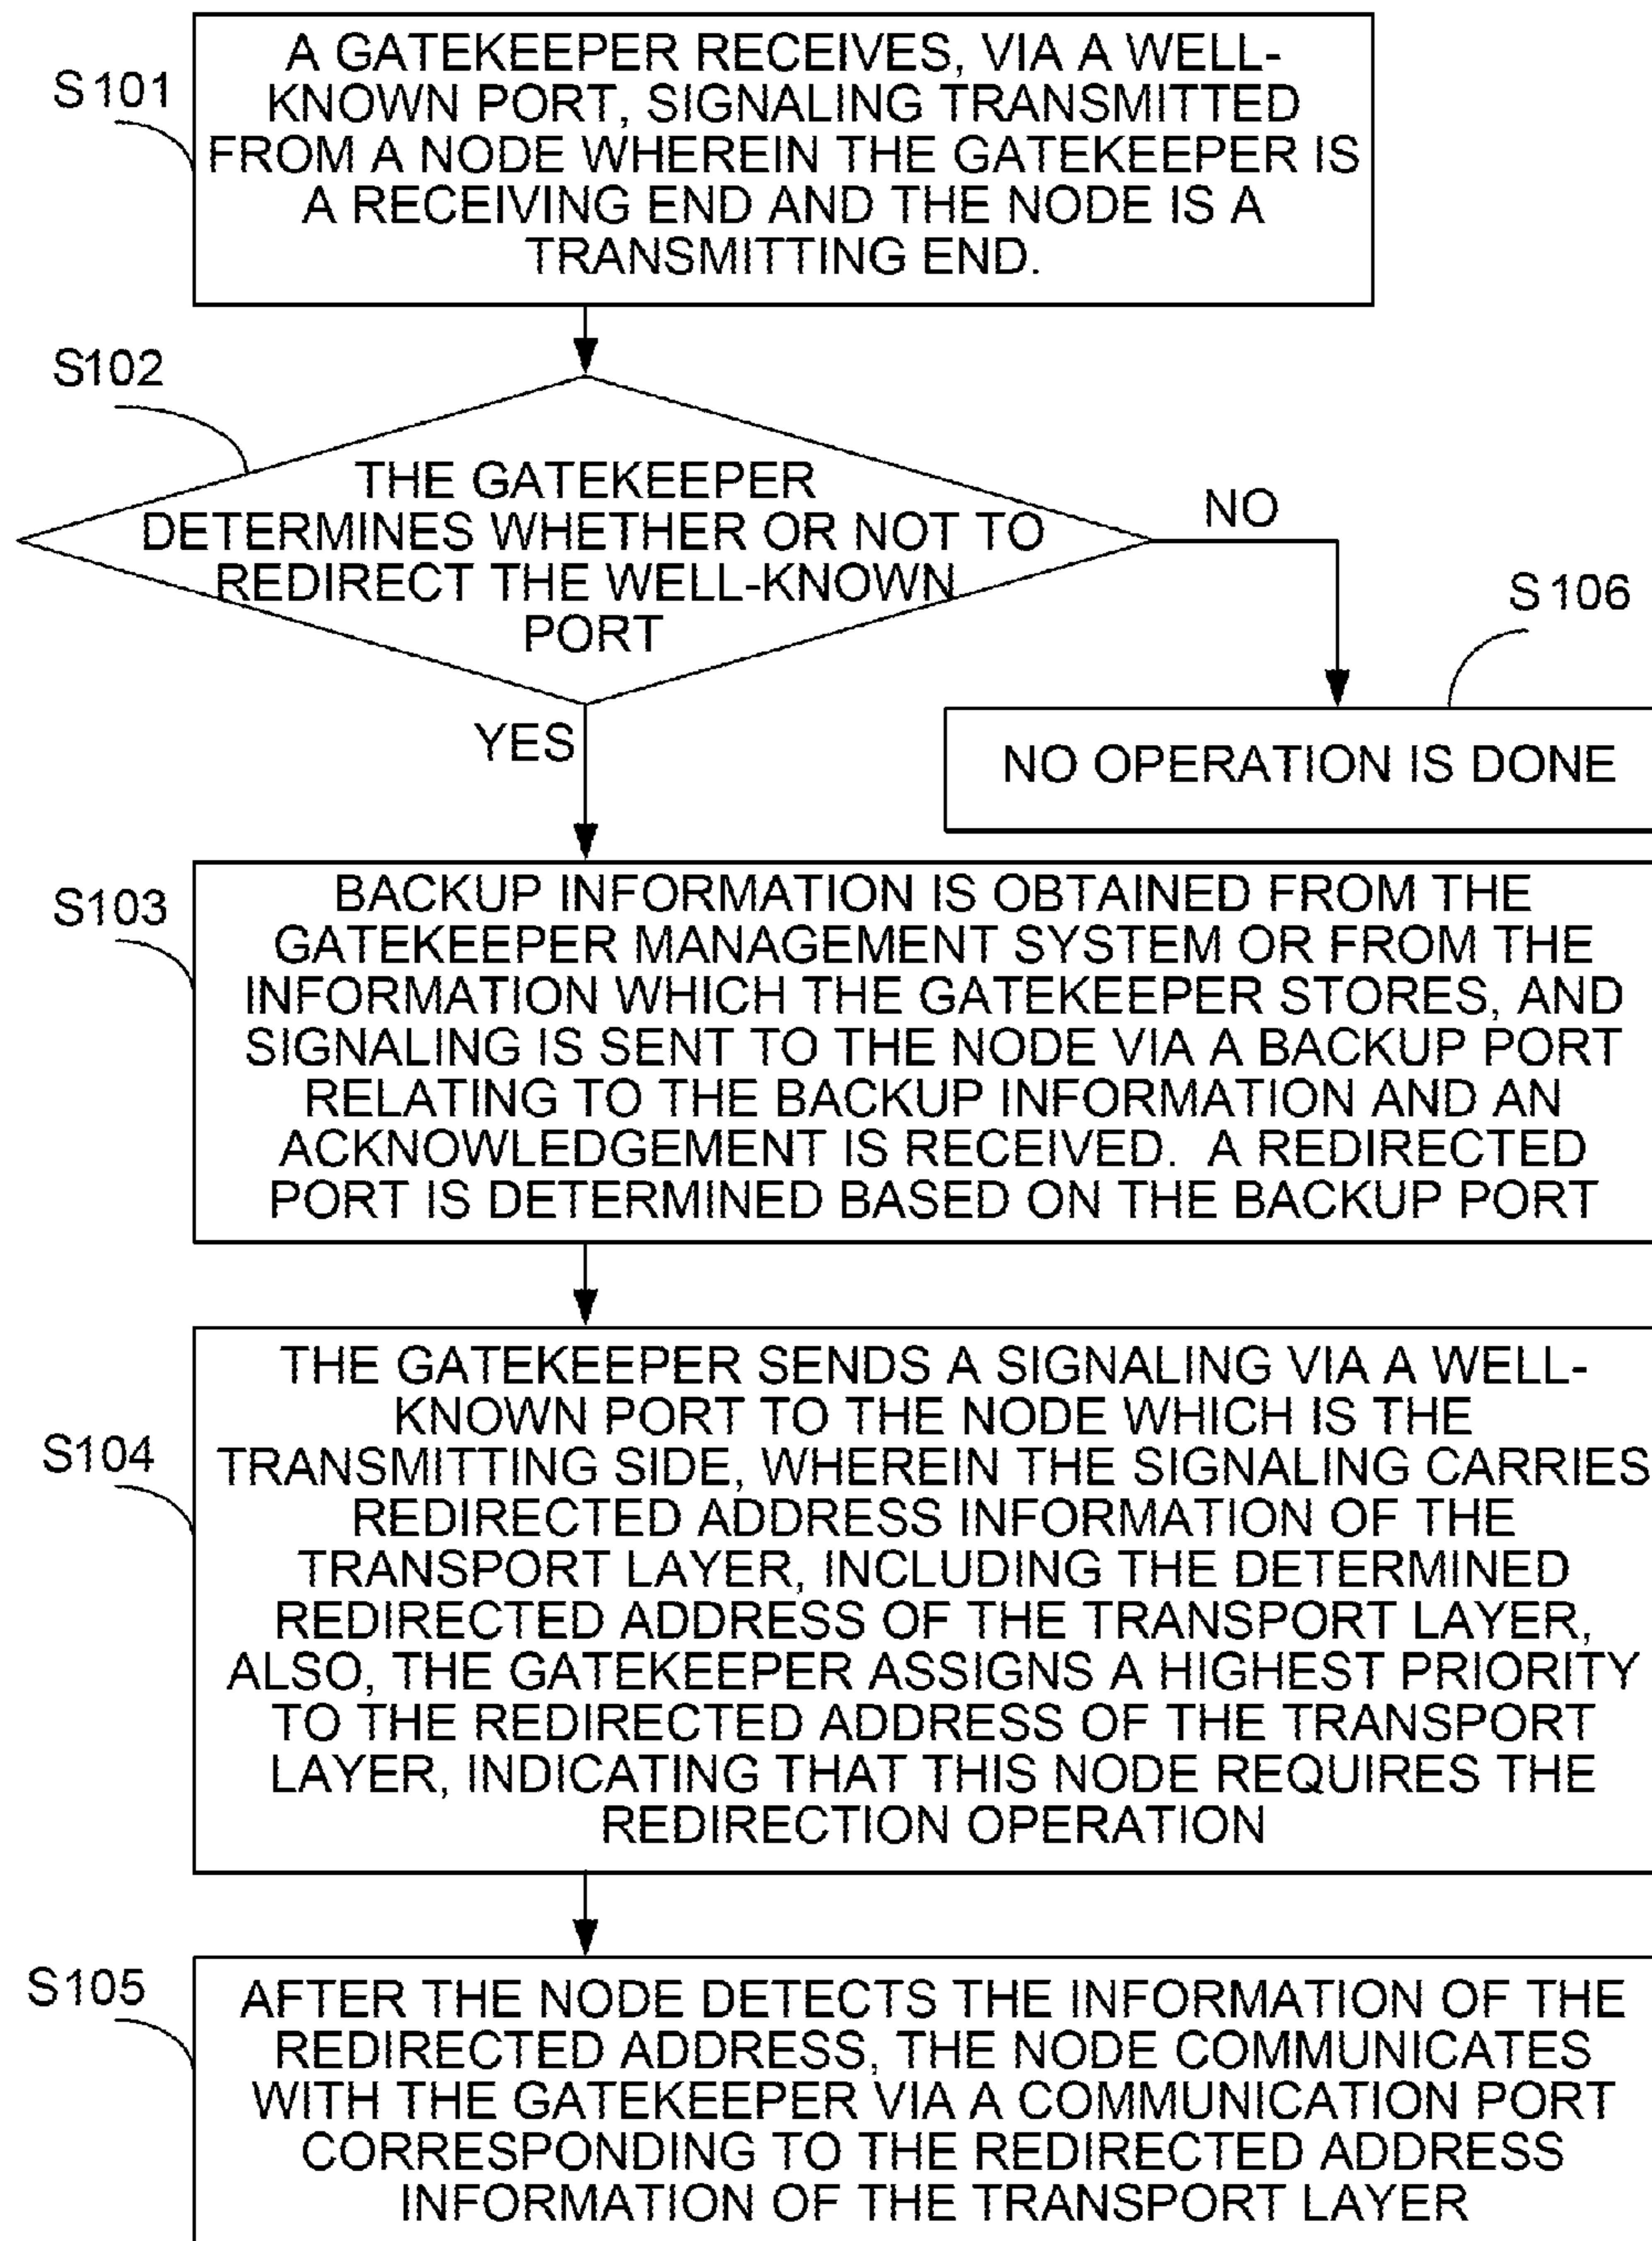 S101
A GATEKEEPER RECEIVES, VIA A WELL-
KNOWN PORT, SIGNALING TRANSMITTED
FROM A NODE WHEREIN THE GATEKEEPER IS
A RECEIVING END AND THE NODE IS A
TRANSMITTING END.
S102
THE GATEKEEPER
DETERMINES WHETHER OR NOT TO
REDIRECT THE WELL-KNOWN
PORT
NO
S106
NO OPERATION IS DONE
YES
S103
BACKUP INFORMATION IS OBTAINED FROM THE
GATEKEEPER MANAGEMENT SYSTEM OR FROM THE
INFORMATION WHICH THE GATEKEEPER STORES, AND
SIGNALING IS SENT TO THE NODE VIA A BACKUP PORT
RELATING TO THE BACKUP INFORMATION AND AN
ACKNOWLEDGEMENT IS RECEIVED. A REDIRECTED
PORT IS DETERMINED BASED ON THE BACKUP PORT
S104
THE GATEKEEPER SENDS A SIGNALING VIA A WELL-
KNOWN PORT TO THE NODE WHICH IS THE
TRANSMITTING SIDE, WHEREIN THE SIGNALING CARRIES
REDIRECTED ADDRESS INFORMATION OF THE
TRANSPORT LAYER, INCLUDING THE DETERMINED
REDIRECTED ADDRESS OF THE TRANSPORT LAYER,
ALSO, THE GATEKEEPER ASSIGNS A HIGHEST PRIORITY
TO THE REDIRECTED ADDRESS OF THE TRANSPORT
LAYER, INDICATING THAT THIS NODE REQUIRES THE
REDIRECTION OPERATION
S105
AFTER THE NODE DETECTS THE INFORMATION OF THE
REDIRECTED ADDRESS, THE NODE COMMUNICATES
WITH THE GATEKEEPER VIA A COMMUNICATION PORT
CORRESPONDING TO THE REDIRECTED ADDRESS
INFORMATION OF THE TRANSPORT LAYER